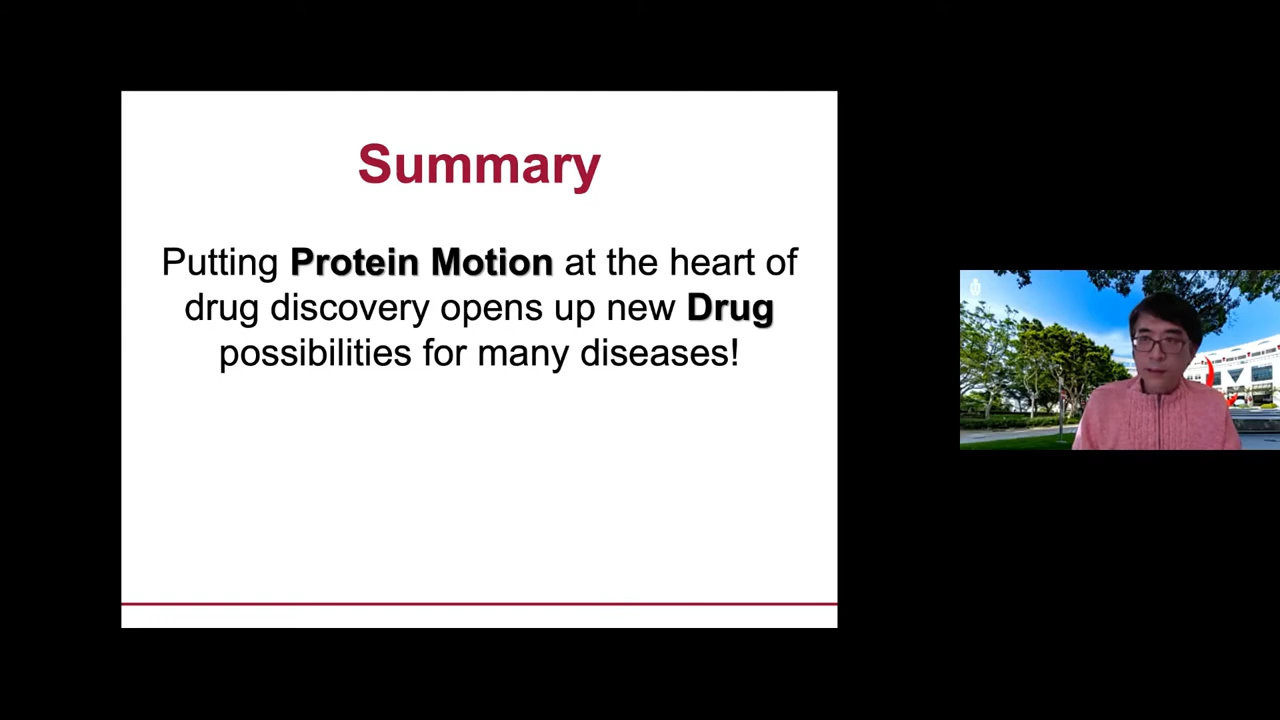 Summary
Putting Protein Motion at the heart of
drug discovery opens up new Drug
possibilities for many diseases!